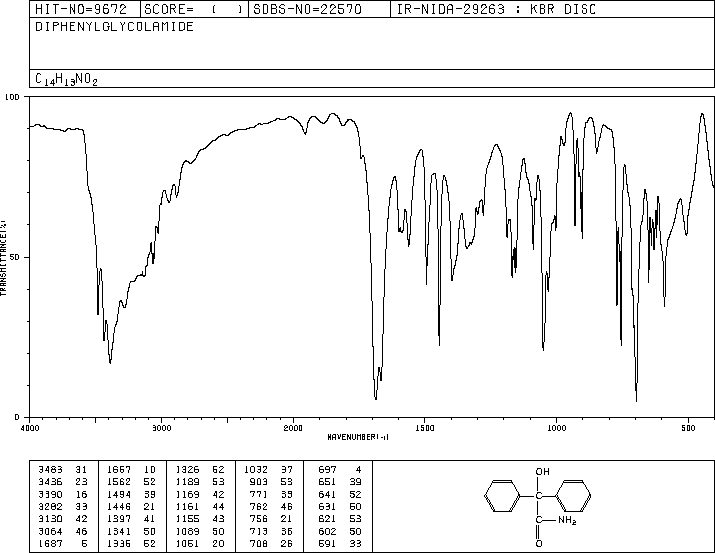 HIT-NO=9672 SCORE= ( ) SDBS-NO=22570 IR-NIDA-29263 : KBR DISC
DIPHENYLGLYCOLAMIDE
C14H13NO2
100
50
0
TRANSMITTANCE(%)
4000 3000 2000 1500 1000 500
WAVENUMBER(-1)
3483 31 1667 10 1326 62 1032 37 697 4
3436 23 1562 52 1189 53 903 53 651 39
3390 16 1494 39 1169 42 771 39 641 52
3282 33 1446 21 1161 44 762 46 631 50
3130 42 1397 41 1155 43 756 21 621 53
3064 46 1341 50 1089 50 713 36 602 50
1687 5 1335 52 1051 20 708 26 591 33
OH
C
C
NH2
O